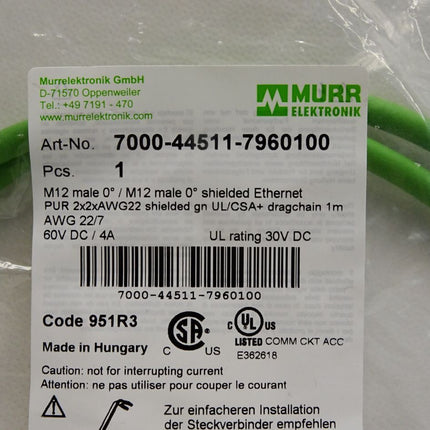 Murrelektronik GmbH
D-71570 Oppenweiler
Tel.: +49 7191 - 470
www.murrelektronik.com
MURR
ELEKTRONIK
Art-No. 7000-44511-7960100
Pcs. 1
M12 male 0° / M12 male 0° shielded Ethernet
PUR 2x2xAWG22 shielded gn UL/CSA+ dragchain 1m
AWG 22/7
60V DC / 4A UL rating 30V DC
7000-44511-7960100
Code 951R3
Made in Hungary
SA
C US
C UL US
LISTED COMM CKT ACC
E362618
Caution: not for interrupting current
Attention: ne pas utiliser pour couper le courant
Zur einfacheren Installation
der Steckverbinder empfehlen